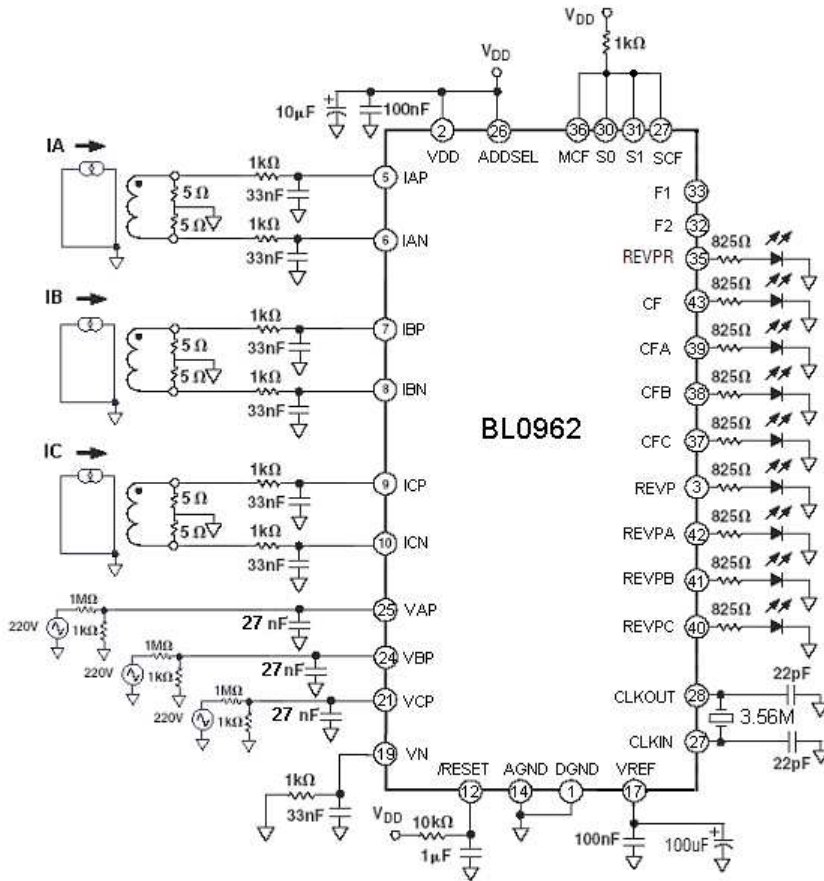 V_DD
1kΩ
V_DD
10µF
100nF
2
26
36
30
31
27
VDD
ADDSEL
MCF
S0
S1
SCF
IA
1kΩ
5 Ω
33nF
5
IAP
5 Ω
1kΩ
33nF
6
IAN
F1
33
F2
32
REVPR
35
825Ω
IB
1kΩ
5 Ω
33nF
7
IBP
5 Ω
1kΩ
33nF
8
IBN
CF
43
825Ω
CFA
39
825Ω
CFB
38
825Ω
BL0962
CFC
37
825Ω
IC
1kΩ
5 Ω
33nF
9
ICP
5 Ω
1kΩ
33nF
10
ICN
REVP
3
825Ω
REVPA
42
825Ω
REVPB
41
825Ω
REVPC
40
825Ω
220V
1MΩ
1kΩ
27 nF
25
VAP
220V
1MΩ
1kΩ
27 nF
24
VBP
220V
1MΩ
1kΩ
27 nF
21
VCP
22pF
CLKOUT
28
3.56M
CLKIN
27
22pF
19
VN
1kΩ
33nF
/RESET
AGND
DGND
VREF
12
14
1
17
V_DD
10kΩ
1µF
100nF
100uF